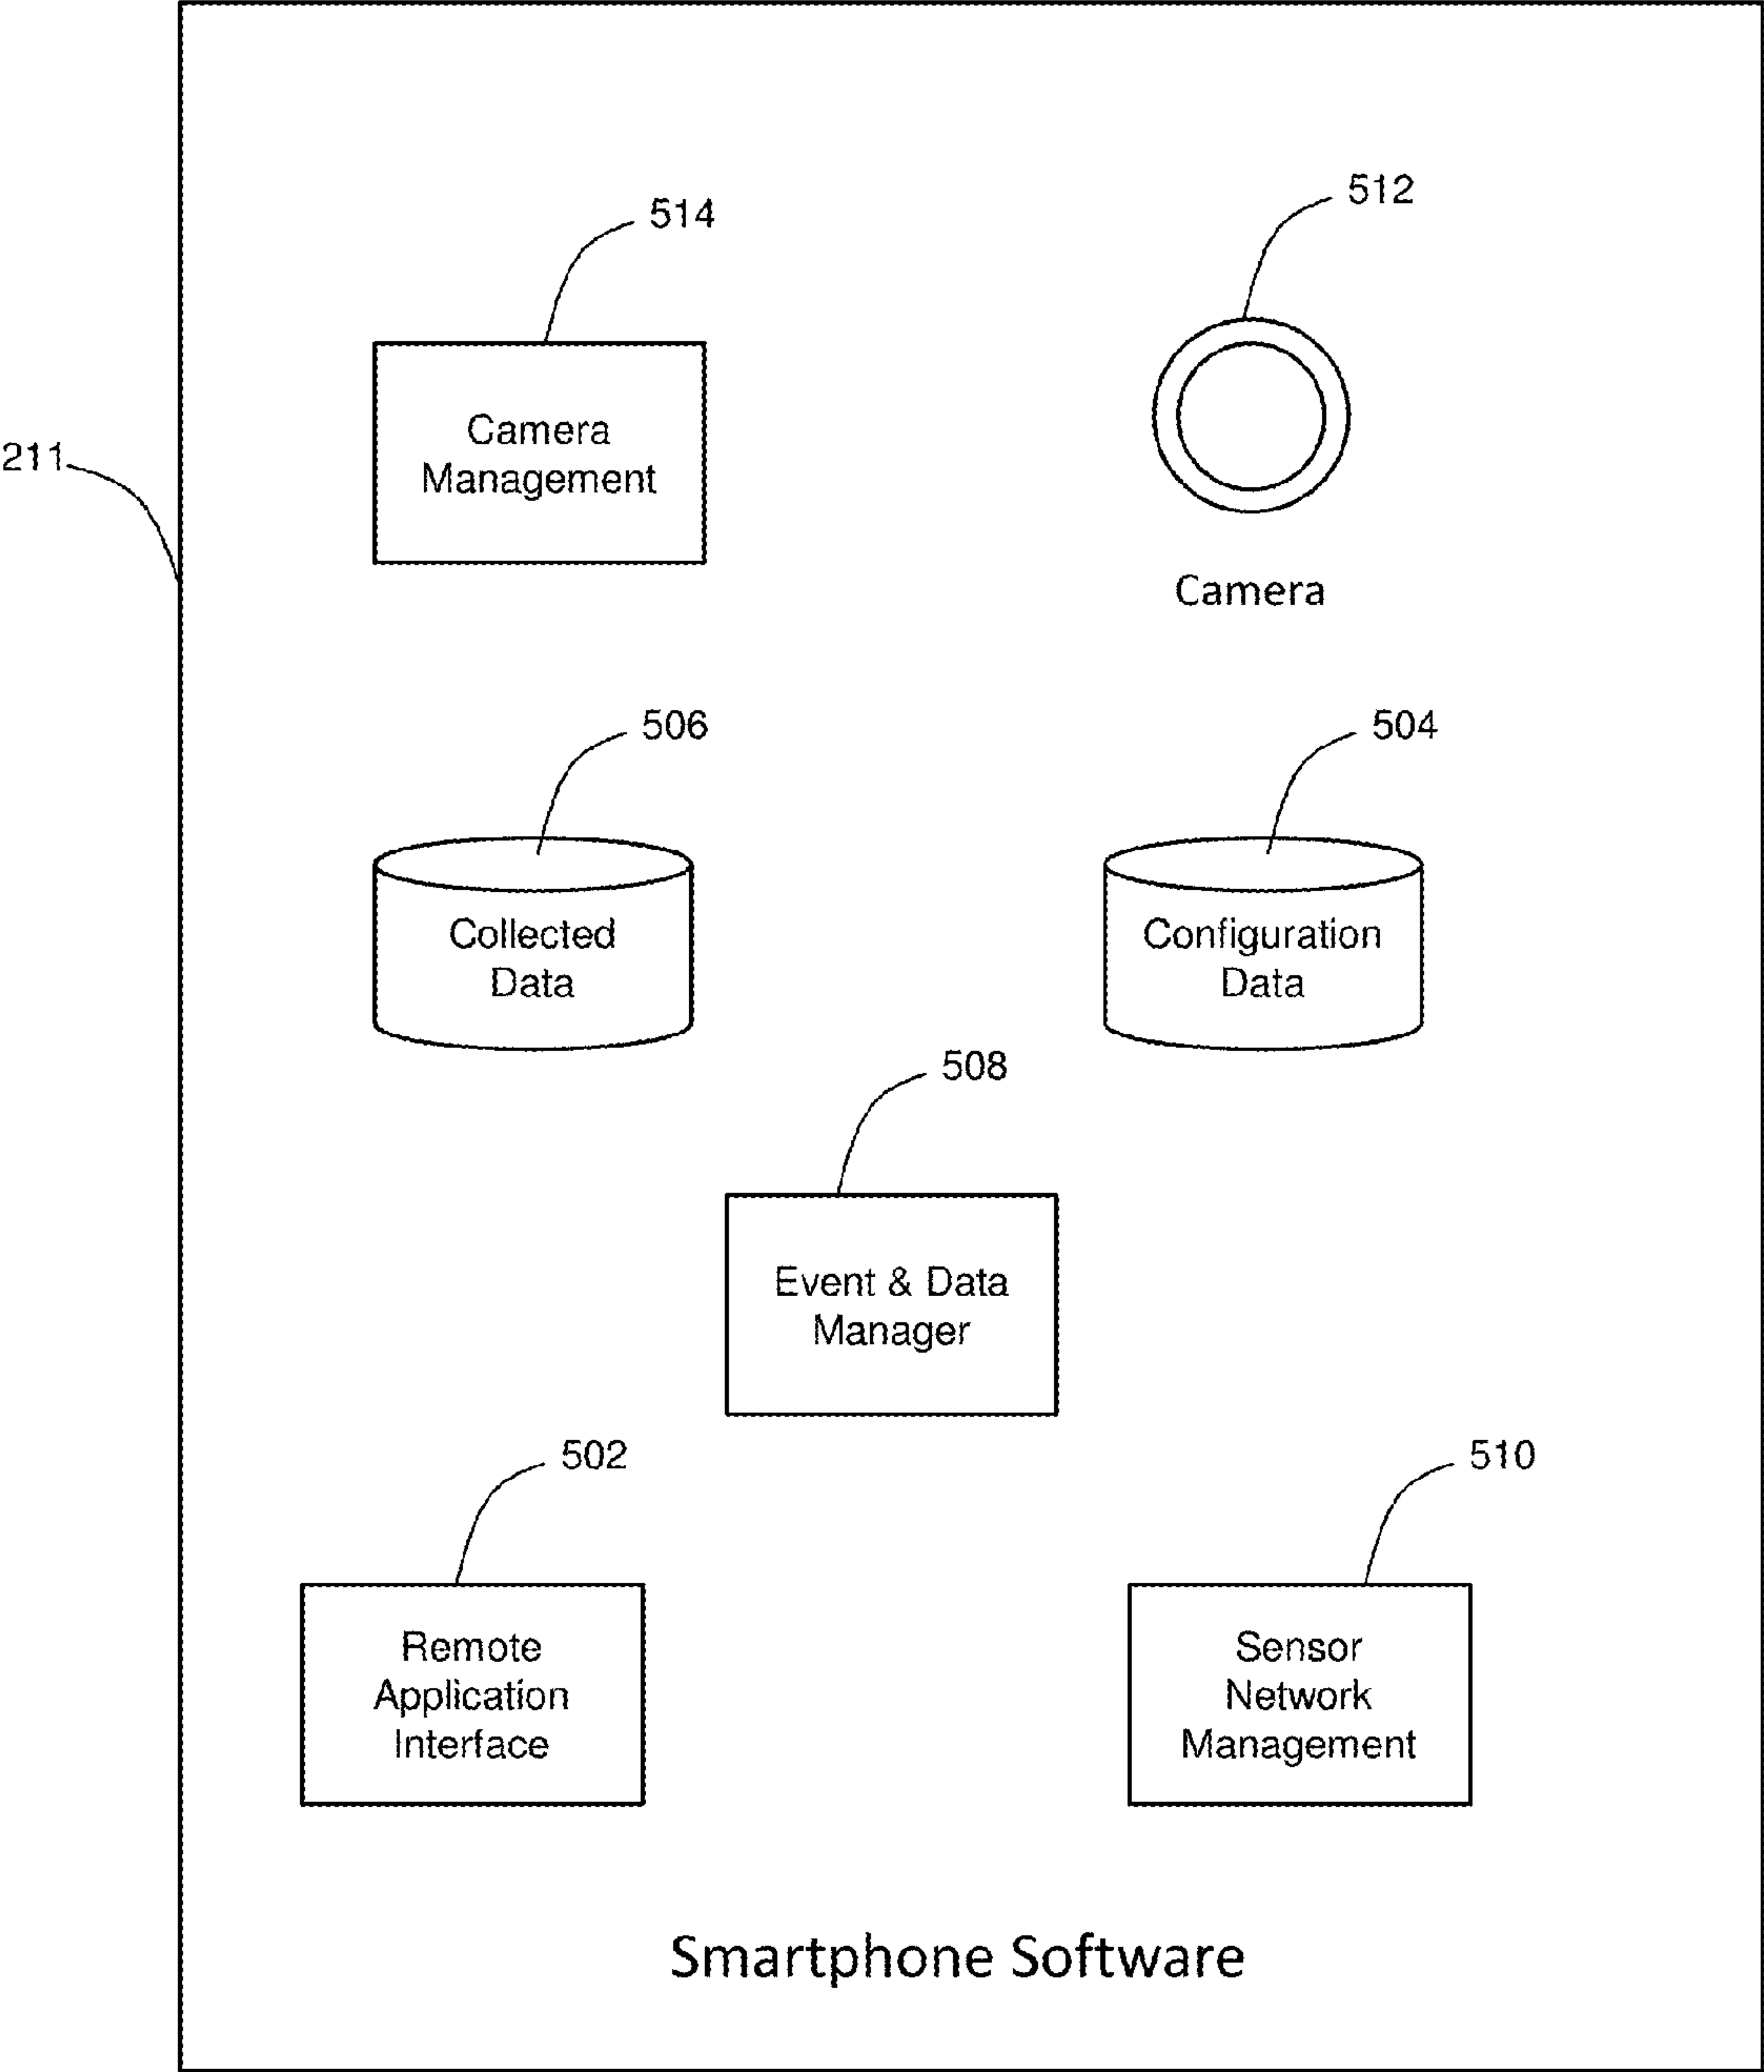 512
514
Camera
Management
211
Camera
506
504
Collected
Data
Configuration
Data
508
Event & Data
Manager
502
510
Remote
Application
Interface
Sensor
Network
Management
Smartphone Software